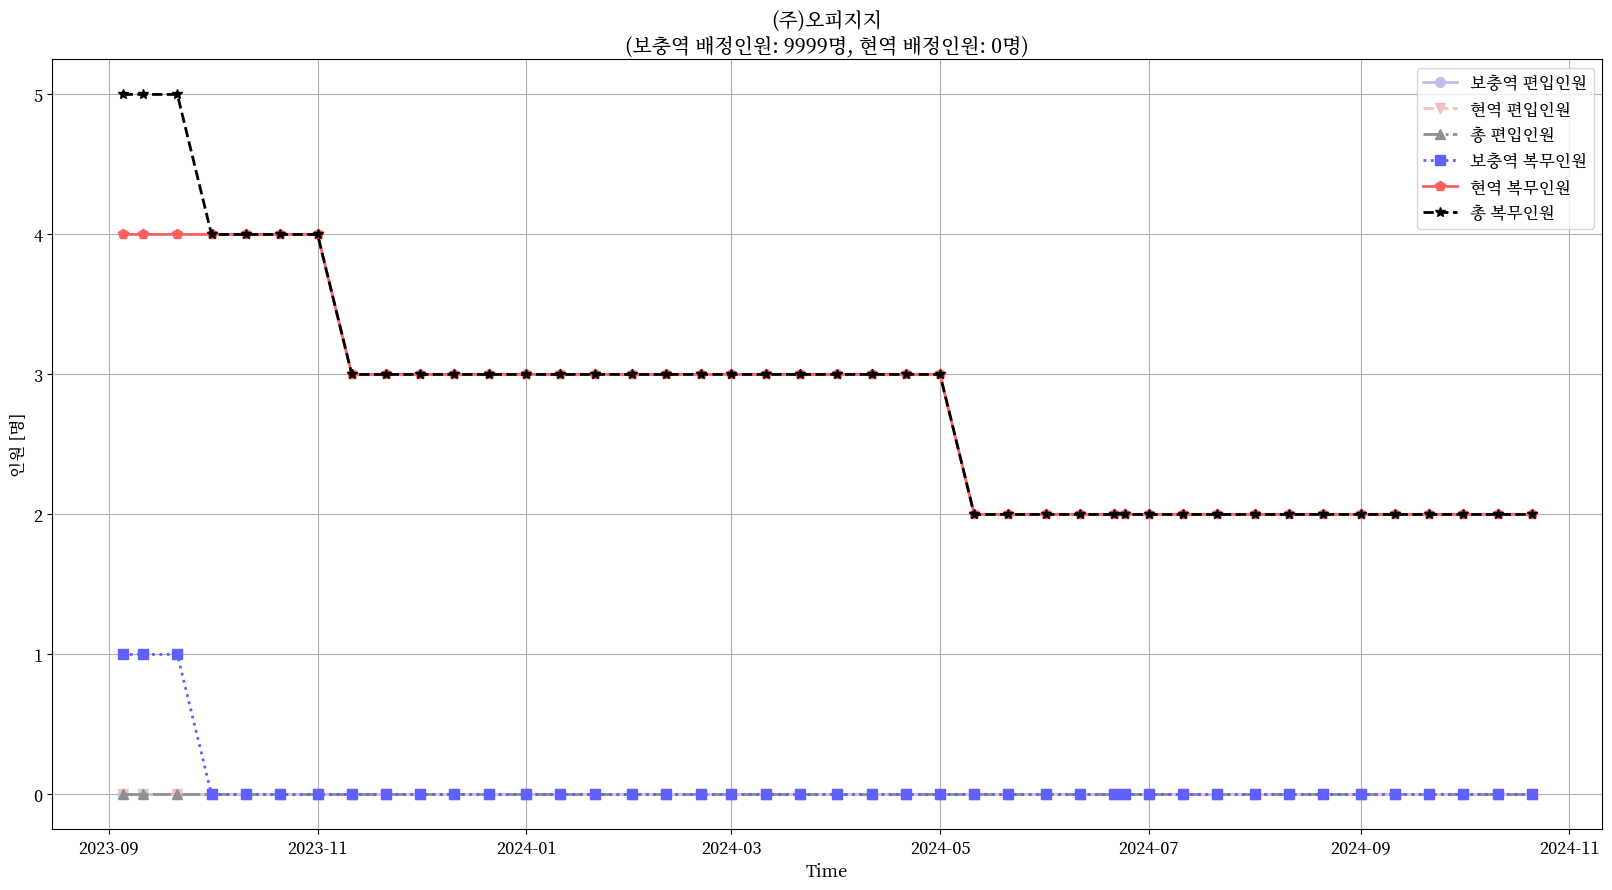 (주)오피지지
(보충역 배정인원: 9999명, 현역 배정인원: 0명)
보충역 편입인원
현역 편입인원
총 편입인원
보충역 복무인원
현역 복무인원
총 복무인원
인원 [명]
5
4
3
2
1
0
2023-09
2023-11
2024-01
2024-03
2024-05
2024-07
2024-09
2024-11
Time